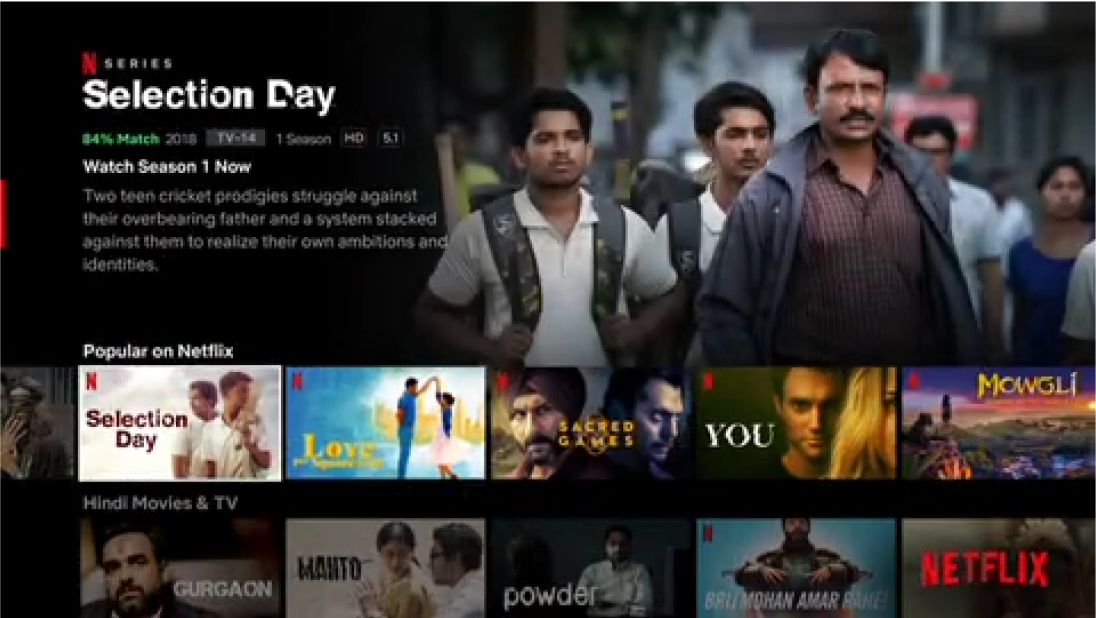 N SERIES
Selection Day
84% Match 2018 TV-14 1 Season HD 5.1
Watch Season 1 Now
Two teen cricket prodigies struggle against
their overbearing father and a system stacked
against them to realize their own ambitions and
identities.
Popular on Netflix
N
Selection
Day
N
Love
per Square Foot
N
SACRED
GAMES
N
YOU
N
MOWGLI
Hindi Movies & TV
GURGAON
MANTO
powder
N
BRIJ MOHAN AMAR RAHE!
NETFLIX